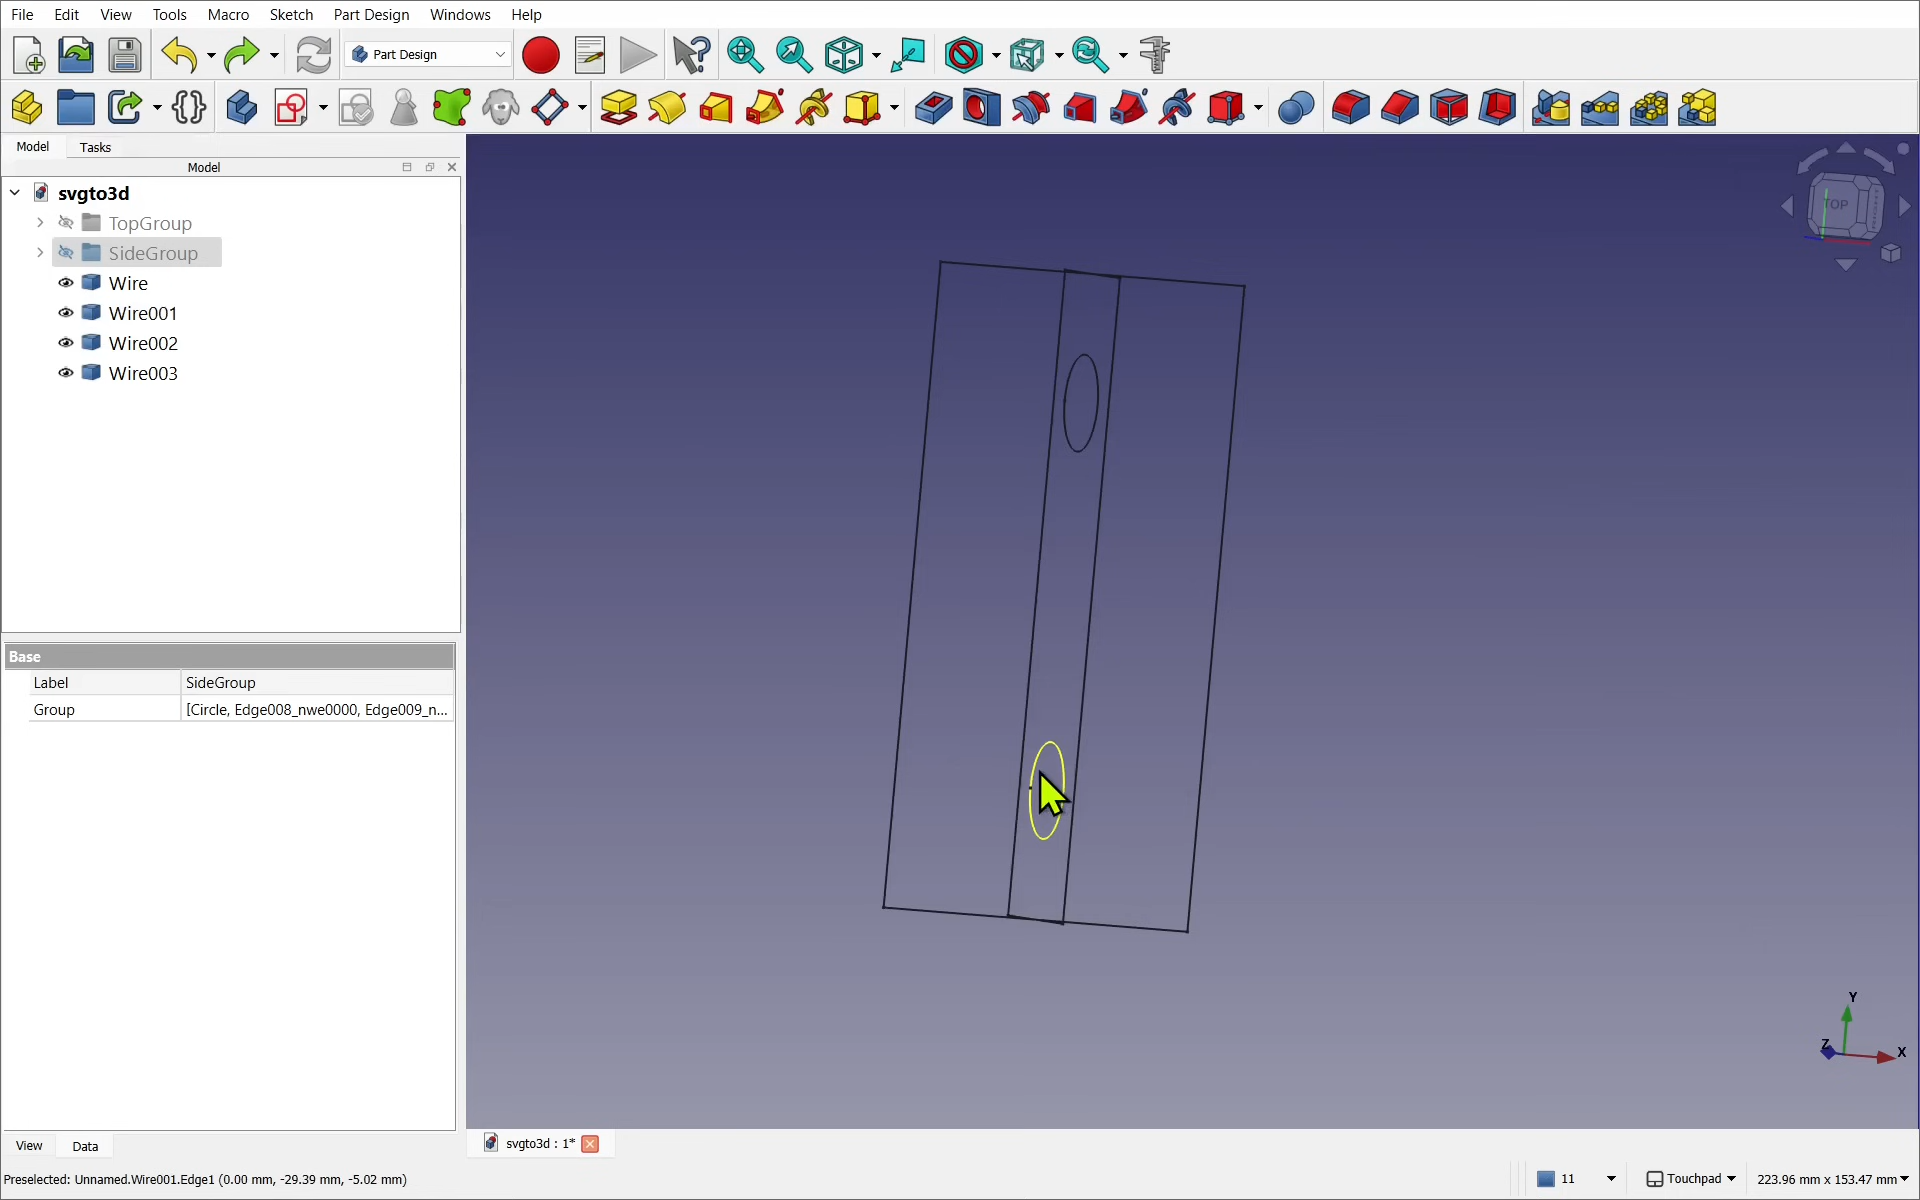 File Edit View Tools Macro Sketch Part Design Windows Help
Part Design
Model Tasks
Model
svgto3d
TopGroup
SideGroup
Wire
Wire001
Wire002
Wire003
TOP
Base
Label SideGroup
Group [Circle, Edge008_nwe0000, Edge009_n...
Y
Z
X
View Data
svgto3d : 1*
Preselected: Unnamed.Wire001.Edge1 (0.00 mm, -29.39 mm, -5.02 mm)
11 Touchpad 223.96 mm x 153.47 mm